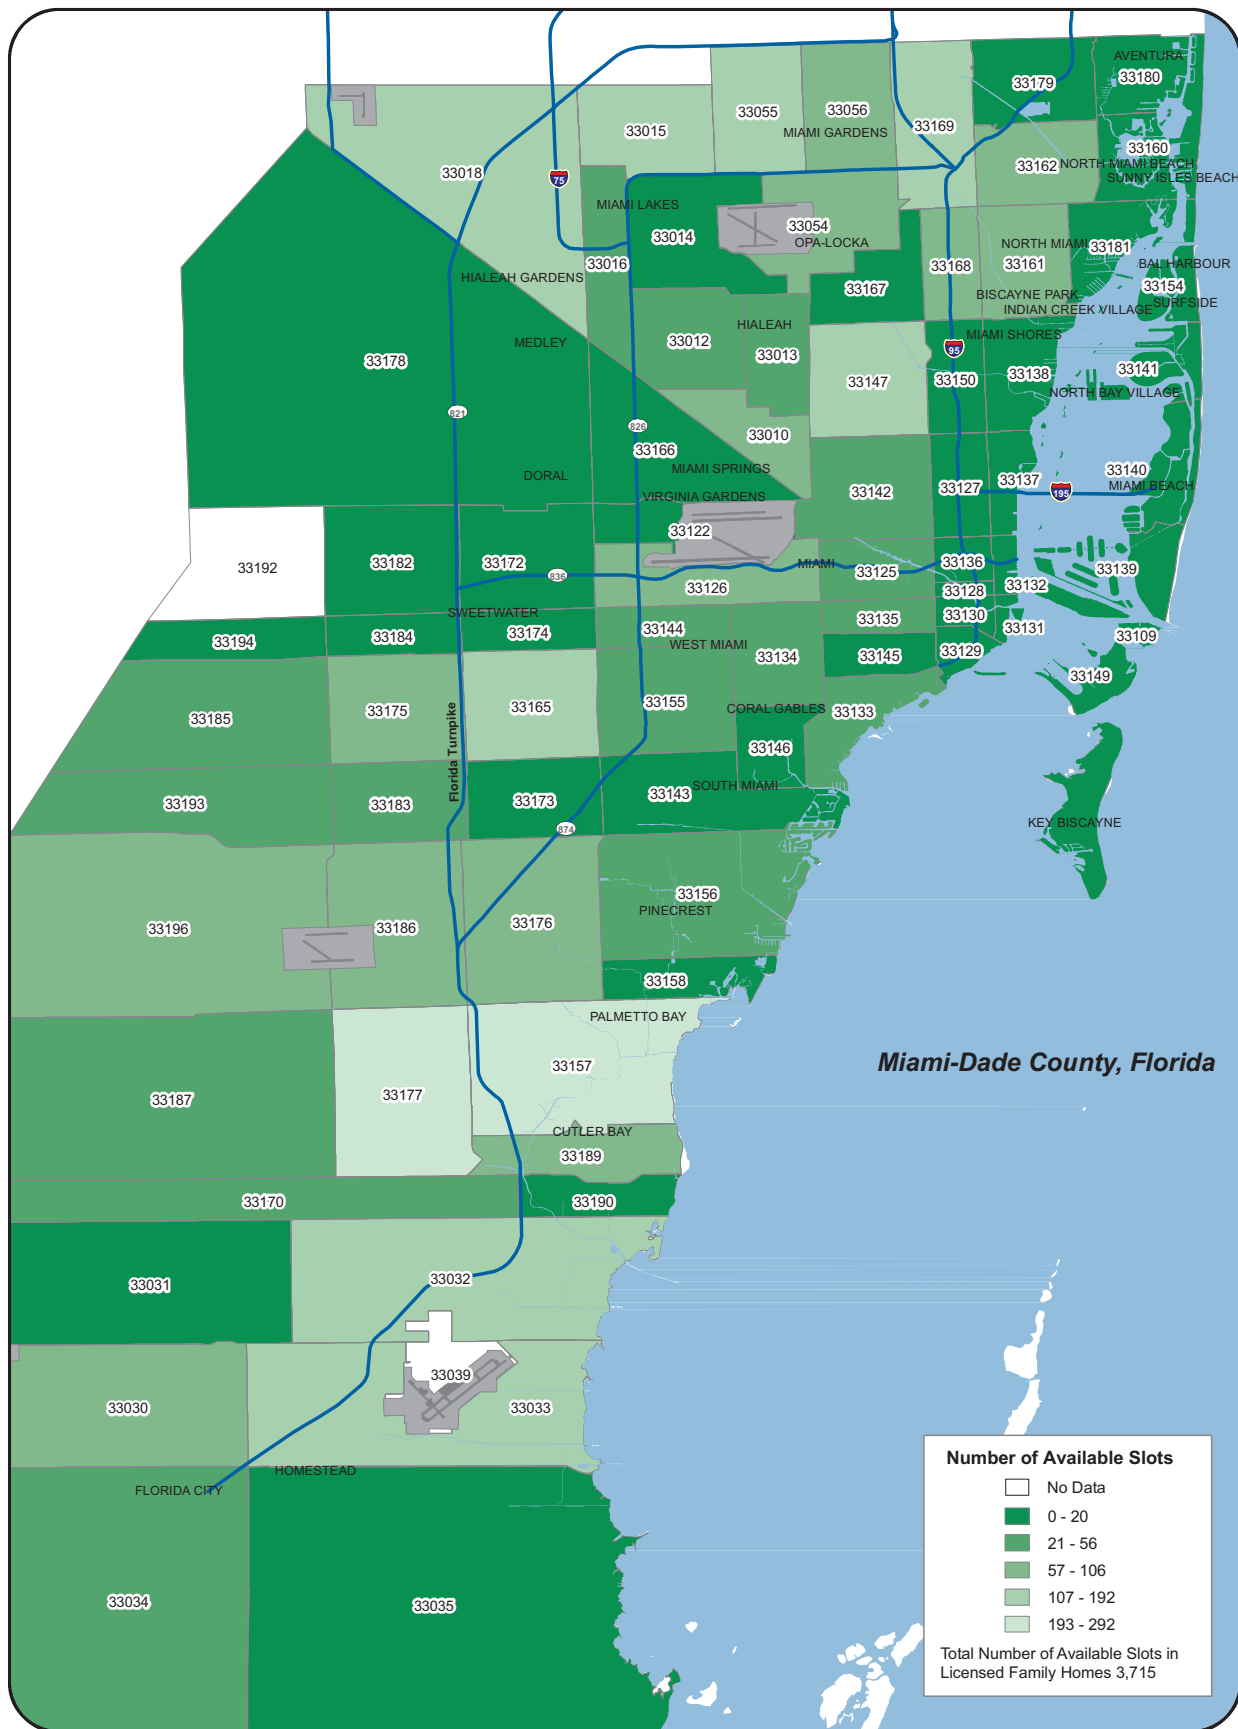 AVENTURA
33180
33179
33055
33056
MIAMI GARDENS
33169
33015
33160
NORTH MIAMI BEACH
SUNNY ISLES BEACH
33162
33018
75
MIAMI LAKES
33014
33054
OPA-LOCKA
NORTH MIAMI
33181
33016
33168
33161
BAL HARBOUR
HIALEAH GARDENS
33167
33154
BISCAYNE PARK
SURFSIDE
INDIAN CREEK VILLAGE
HIALEAH
MIAMI SHORES
MEDLEY
33012
33013
95
33178
33147
33150
33138
33141
NORTH BAY VILLAGE
821
826
33010
33166
MIAMI SPRINGS
DORAL
33140
33137
MIAMI BEACH
VIRGINIA GARDENS
33142
33127
195
33122
33192
33182
33172
MIAMI
33136
33139
836
33125
33126
33128
33132
SWEETWATER
33135
33130
33194
33184
33174
33144
33131
33109
WEST MIAMI
33134
33145
33129
33149
33185
33175
33165
33155
CORAL GABLES
33133
33146
Florida Turnpike
33193
33183
33173
33143
SOUTH MIAMI
KEY BISCAYNE
874
33196
33186
33176
33156
PINECREST
33158
PALMETTO BAY
Miami-Dade County, Florida
33157
33187
33177
CUTLER BAY
33189
33170
33190
33031
33032
33039
33030
33033
HOMESTEAD
FLORIDA CITY
33034
33035
Number of Available Slots
No Data
0 - 20
21 - 56
57 - 106
107 - 192
193 - 292
Total Number of Available Slots in
Licensed Family Homes 3,715